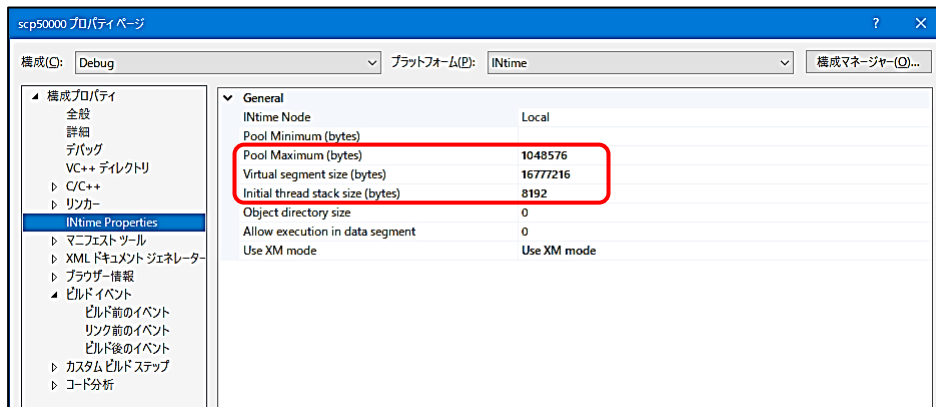 scp50000 プロパティ ページ
? ×
構成(C): Debug プラットフォーム(P): INtime 構成マネージャー(O)...
構成プロパティ
全般
詳細
デバッグ
VC++ ディレクトリ
C/C++
リンカー
INtime Properties
マニフェスト ツール
XML ドキュメント ジェネレーター
ブラウザー情報
ビルド イベント
ビルド前のイベント
リンク前のイベント
ビルド後のイベント
カスタム ビルド ステップ
コード分析
General
INtime Node Local
Pool Minimum (bytes)
Pool Maximum (bytes) 1048576
Virtual segment size (bytes) 16777216
Initial thread stack size (bytes) 8192
Object directory size 0
Allow execution in data segment 0
Use XM mode Use XM mode